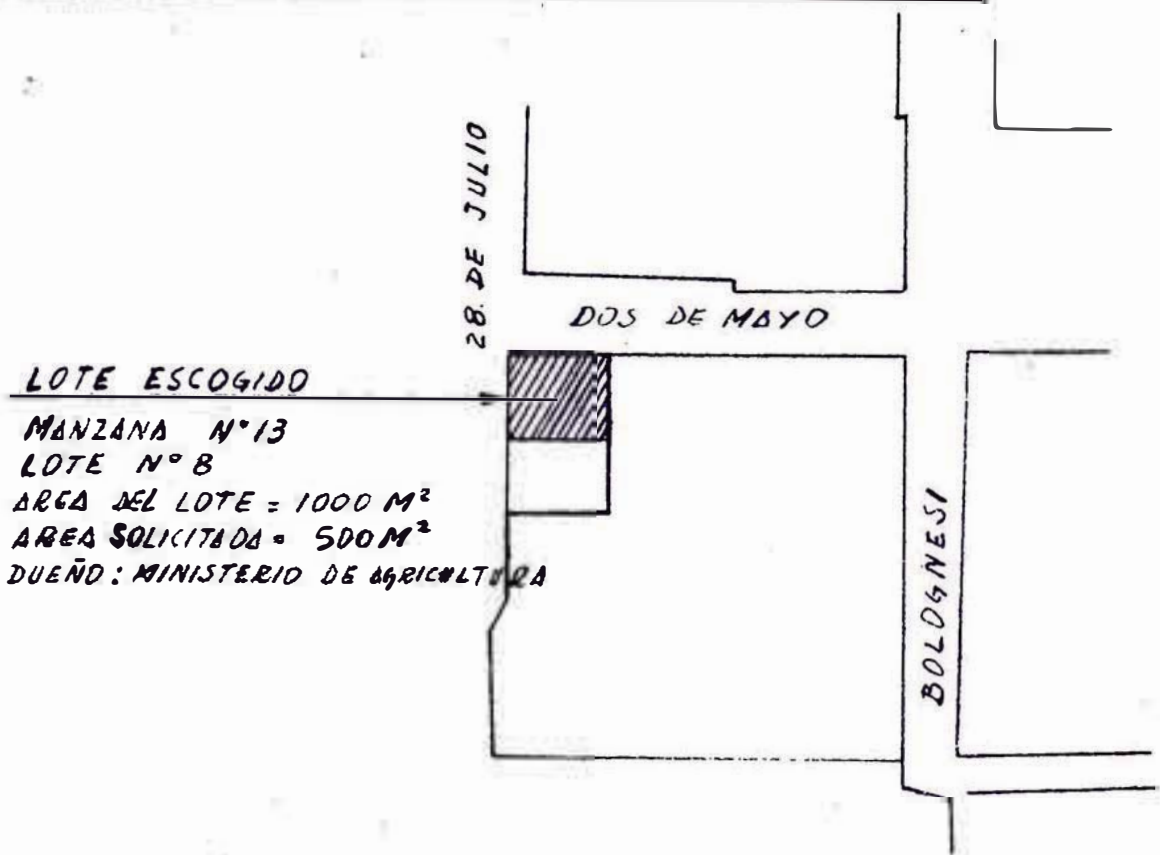 28. DE JULIO
DOS DE MAYO
LOTE ESCOGIDO
MANZANA N° 13
LOTE N° 8
AREA DEL LOTE = 1000 M²
AREA SOLICITADA = 500 M²
DUEÑO: MINISTERIO DE AGRICULTURA
BOLOGNESI